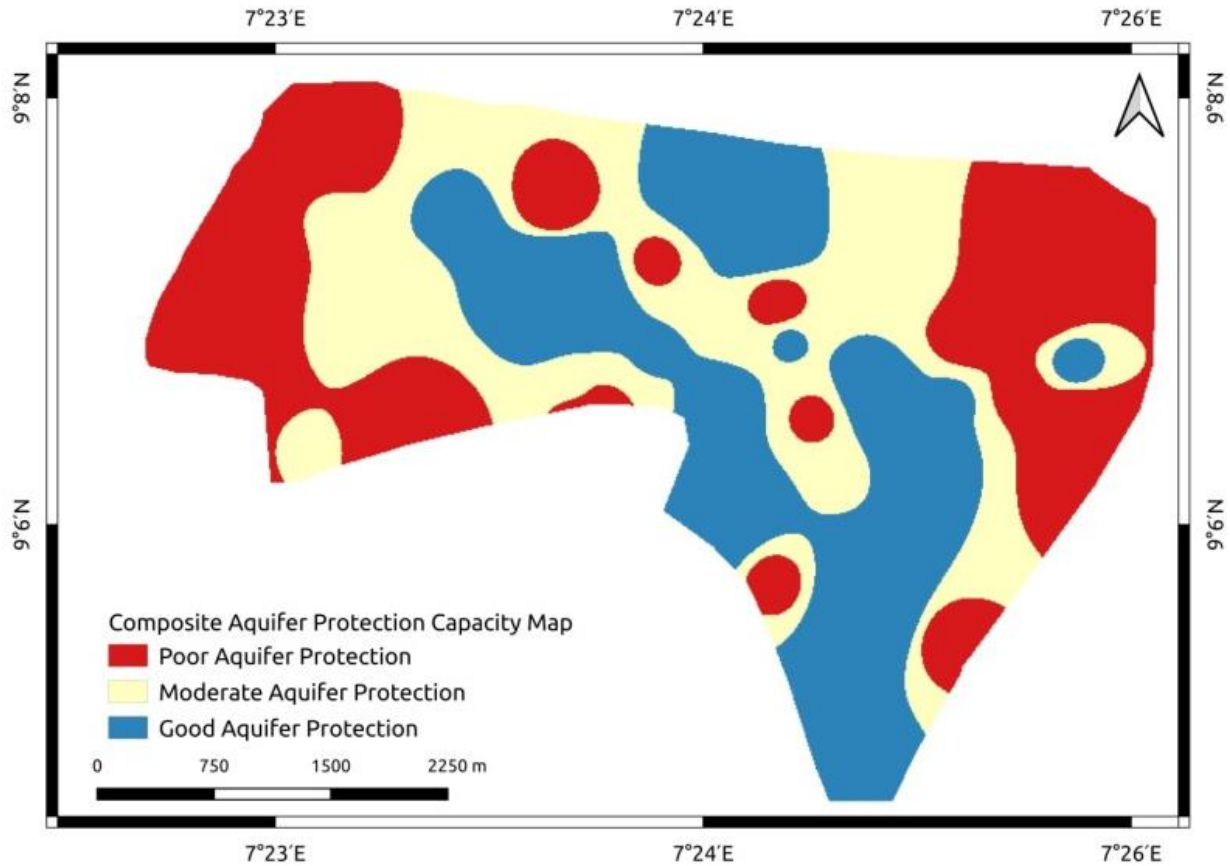 7°23′E 7°24′E 7°26′E
9°8′N 9°8′N
9°6′N 9°6′N
Composite Aquifer Protection Capacity Map
Poor Aquifer Protection
Moderate Aquifer Protection
Good Aquifer Protection
0 750 1500 2250 m
7°23′E 7°24′E 7°26′E